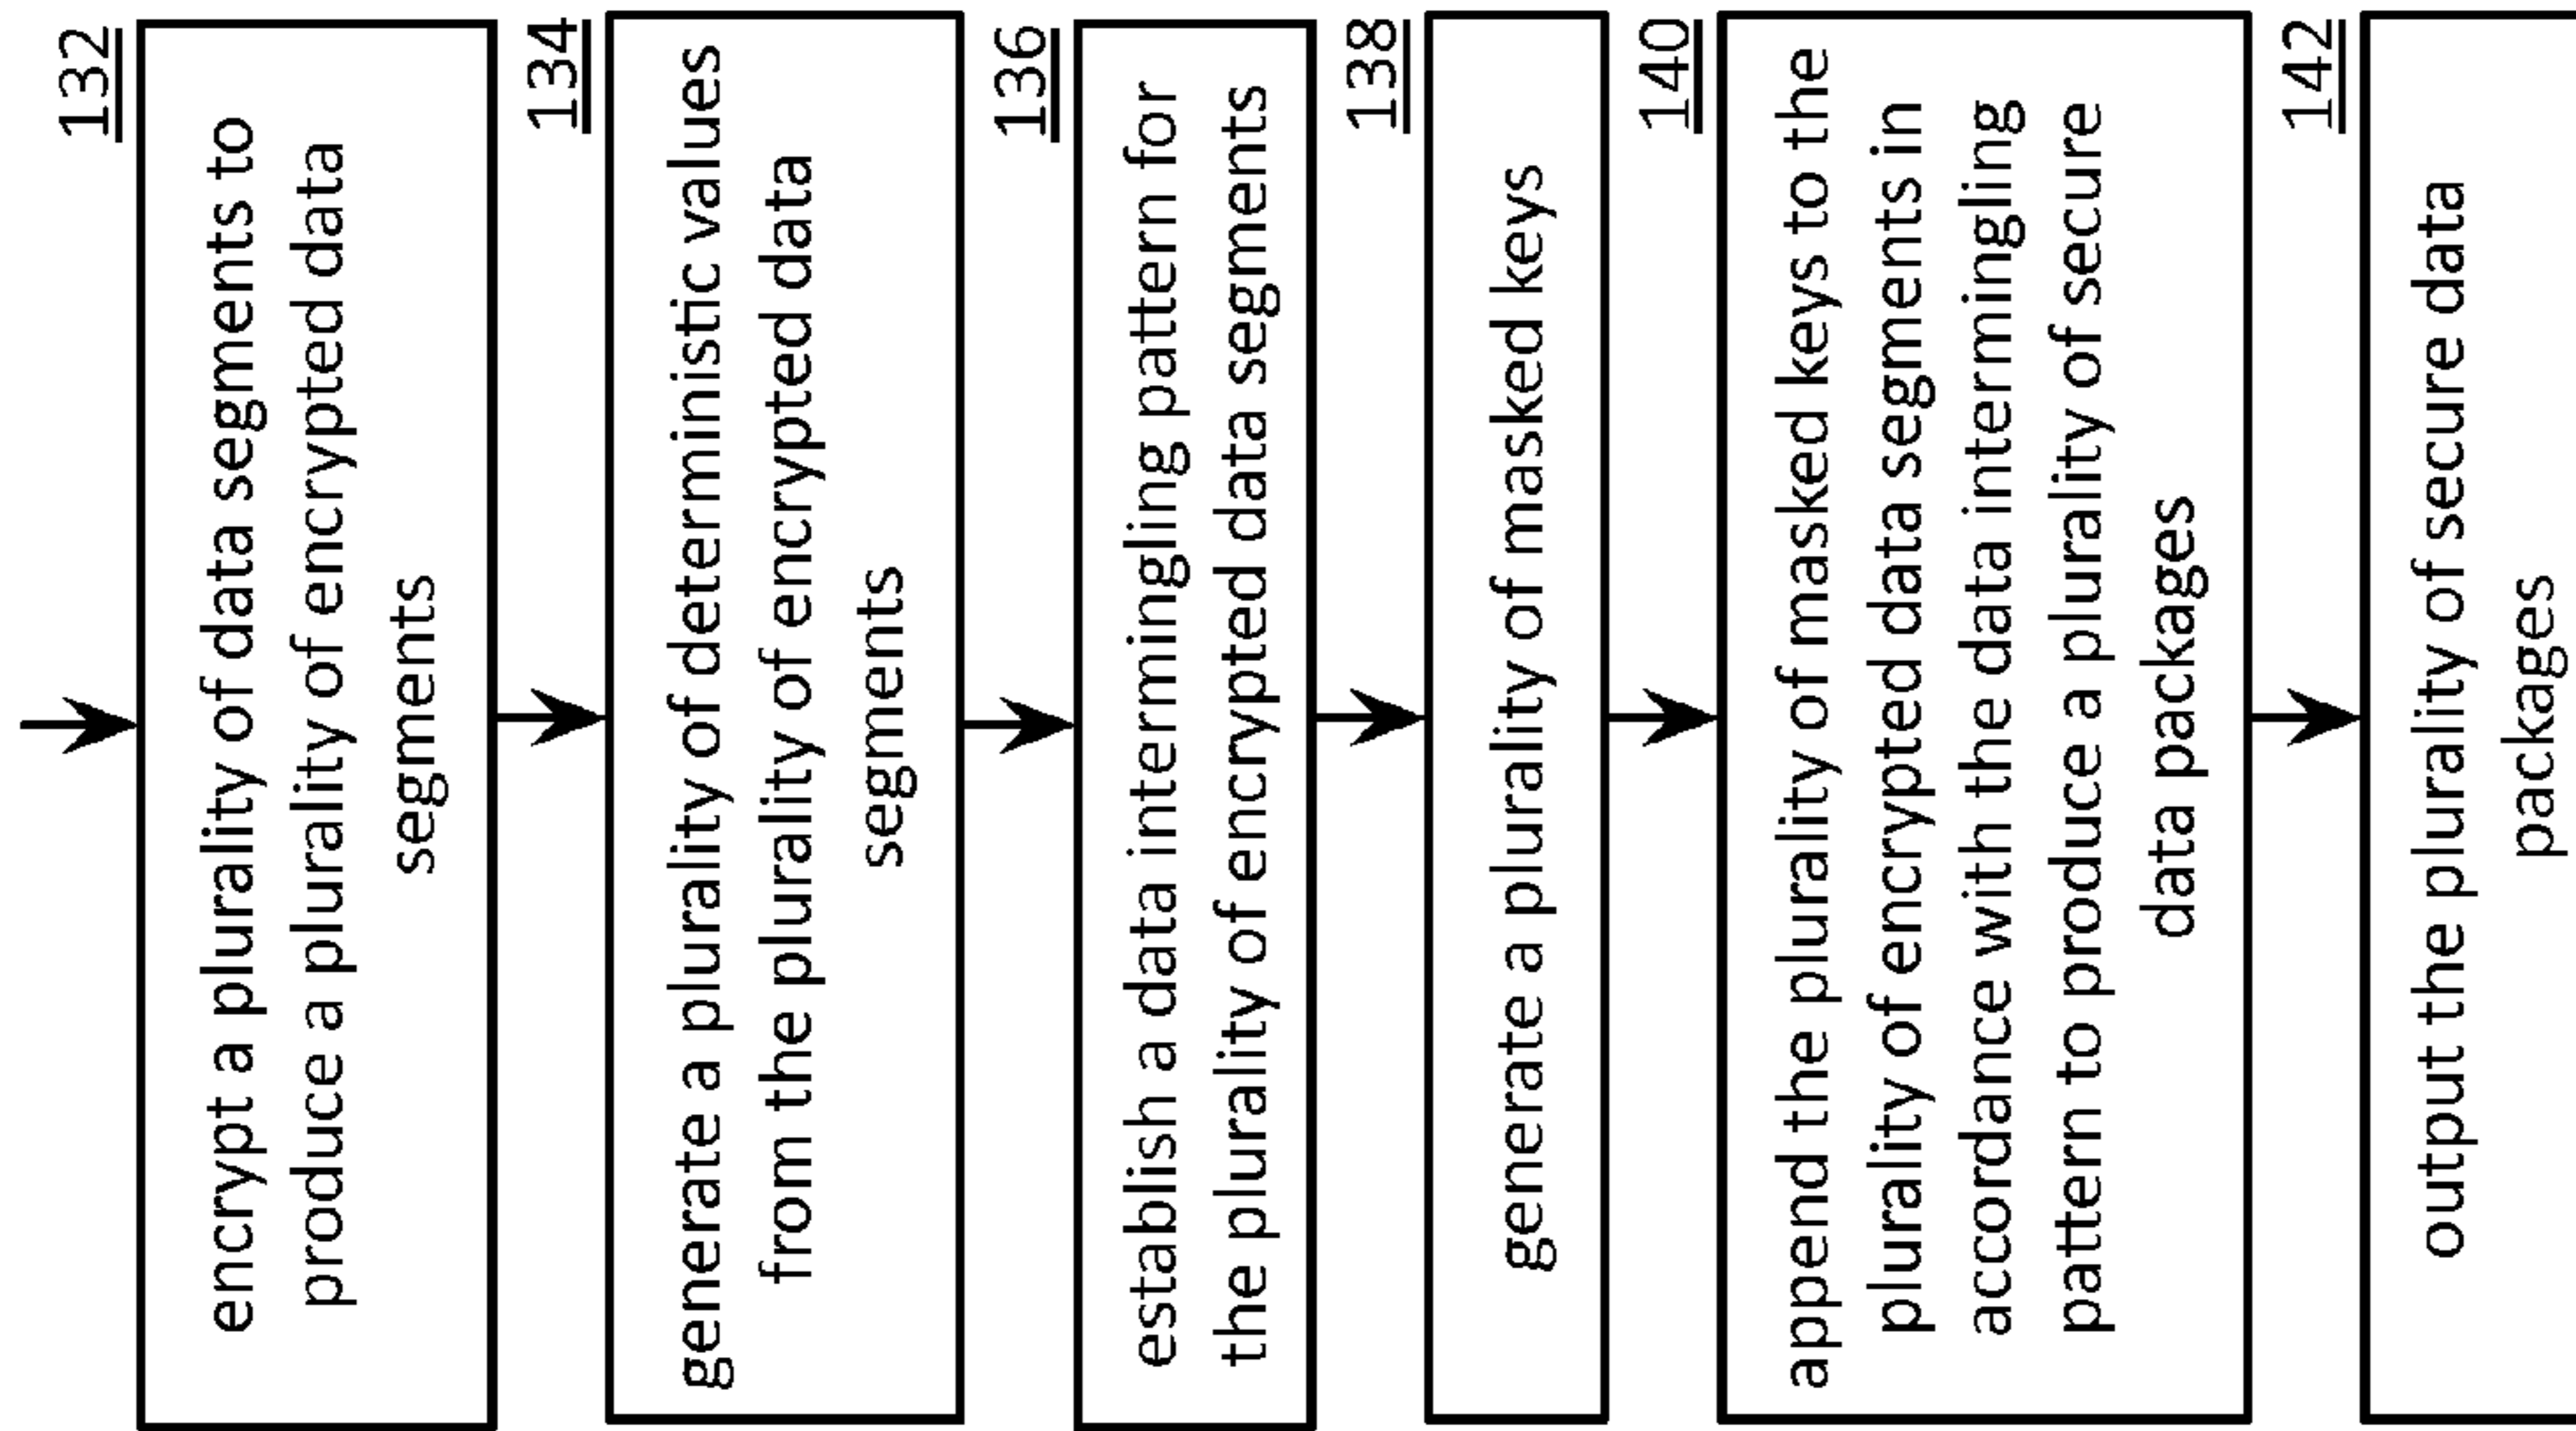 132
encrypt a plurality of data segments to
produce a plurality of encrypted data
segments
134
generate a plurality of deterministic values
from the plurality of encrypted data
segments
136
establish a data intermingling pattern for
the plurality of encrypted data segments
138
generate a plurality of masked keys
140
append the plurality of masked keys to the
plurality of encrypted data segments in
accordance with the data intermingling
pattern to produce a plurality of secure
data packages
142
output the plurality of secure data
packages